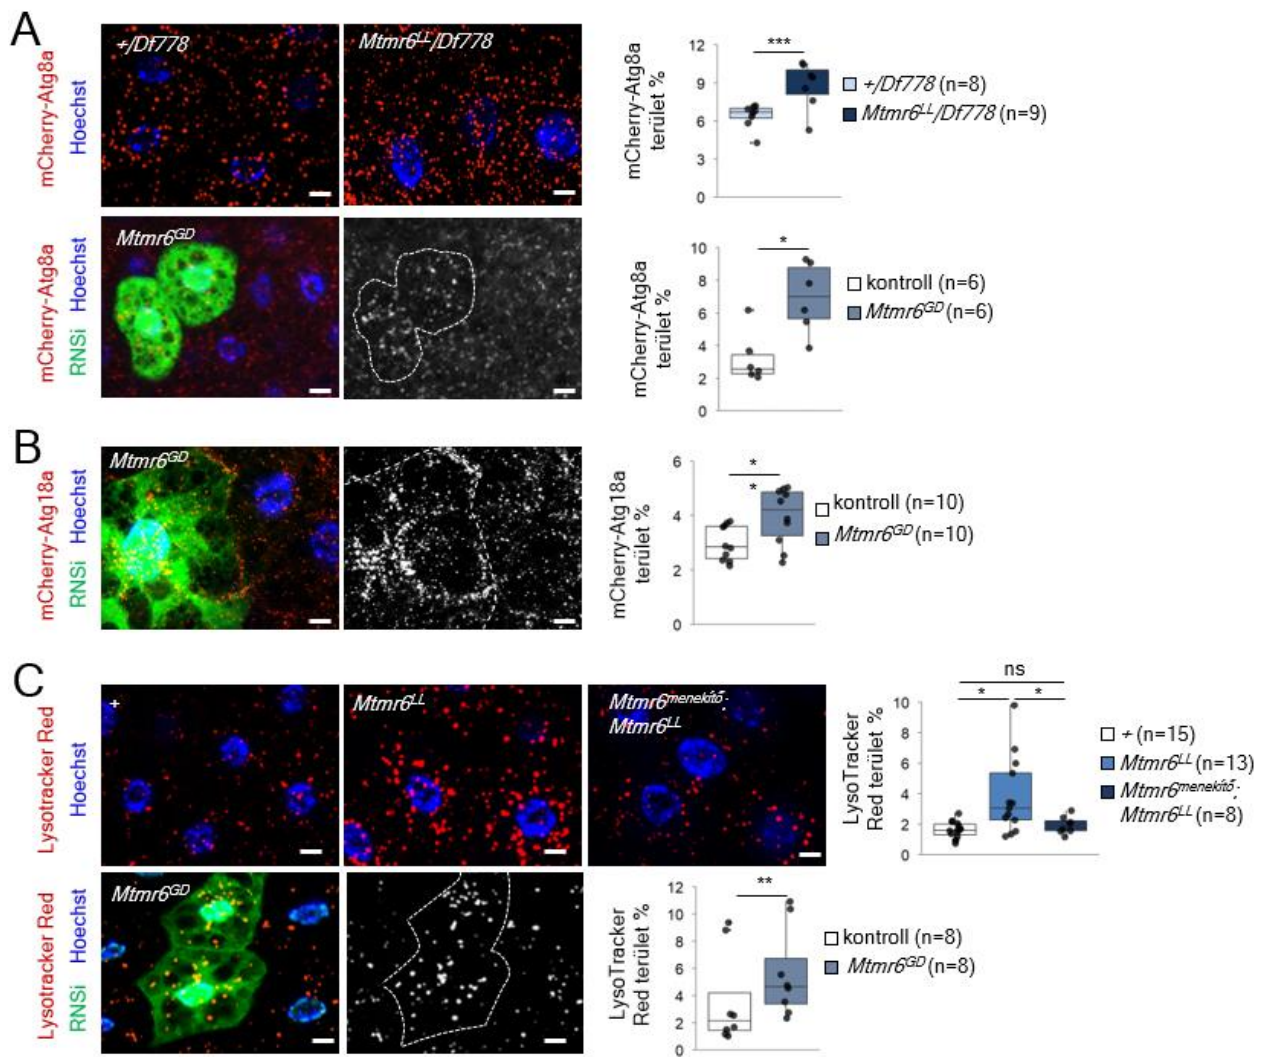 A
mCherry-Atg8a
Hoechst
+/Df778
Mtmr6LL/Df778
mCherry-Atg8a
terület %
12
9
6
3
0
***
+/Df778 (n=8)
Mtmr6LL/Df778 (n=9)
mCherry-Atg8a
RNSi Hoechst
Mtmr6GD
mCherry-Atg8a
terület %
10
8
6
4
2
0
*
kontroll (n=6)
Mtmr6GD (n=6)
B
mCherry-Atg18a
RNSi Hoechst
Mtmr6GD
mCherry-Atg18a
terület %
6
4
2
0
*
*
kontroll (n=10)
Mtmr6GD (n=10)
C
Lysotracker Red
Hoechst
+
Mtmr6LL
Mtmr6menekítő;
Mtmr6LL
LysoTracker
Red terület %
10
8
6
4
2
0
ns
*
*
+ (n=15)
Mtmr6LL (n=13)
Mtmr6menekítő;
Mtmr6LL (n=8)
Lysotracker Red
RNSi Hoechst
Mtmr6GD
LysoTracker
Red terület %
12
10
8
6
4
2
0
**
kontroll (n=8)
Mtmr6GD (n=8)